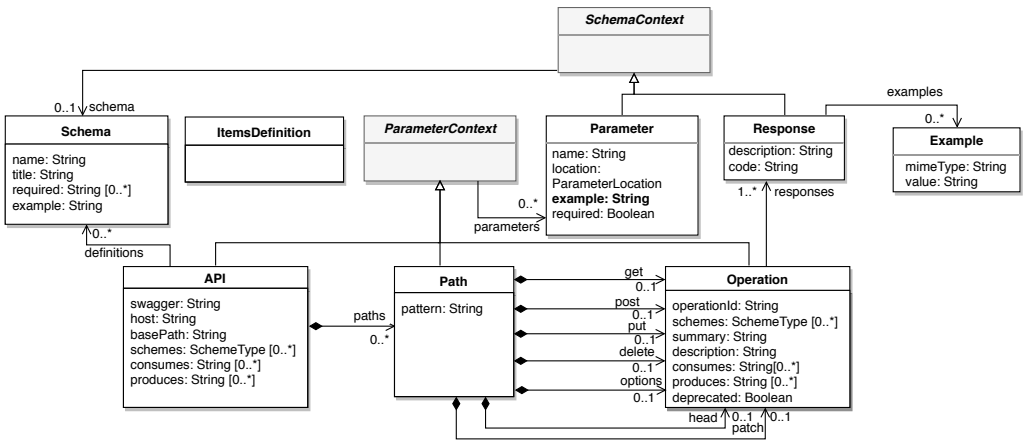 SchemaContext
0..1 schema
Schema
name: String
title: String
required: String [0..*]
example: String
ItemsDefinition
ParameterContext
0..*
parameters
Parameter
name: String
location:
ParameterLocation
example: String
required: Boolean
Response
description: String
code: String
examples
0..*
Example
mimeType: String
value: String
1..* responses
0..*
definitions
API
swagger: String
host: String
basePath: String
schemes: SchemeType [0..*]
consumes: String [0..*]
produces: String [0..*]
paths
0..*
Path
pattern: String
get
0..1
post
0..1
put
0..1
delete
0..1
options
0..1
Operation
operationId: String
schemes: SchemeType [0..*]
summary: String
description: String
consumes: String[0..*]
produces: String [0..*]
deprecated: Boolean
head 0..1 0..1
patch